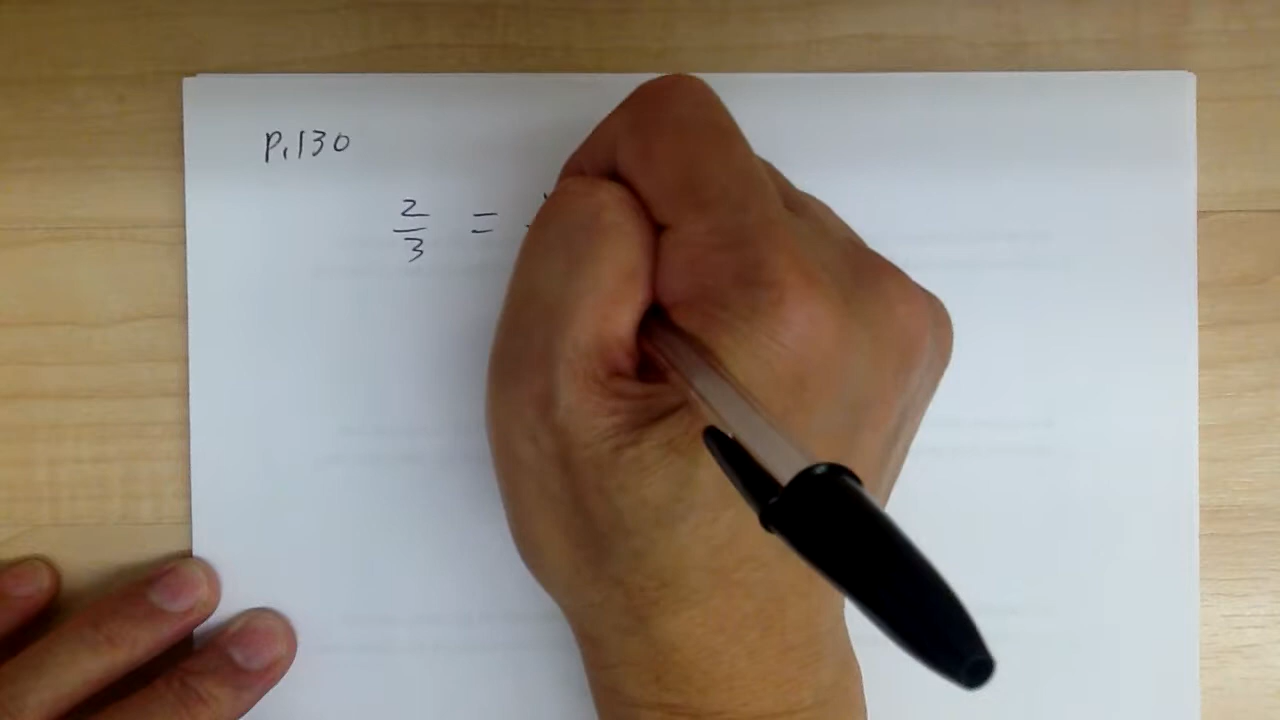 P.130
2/3 =